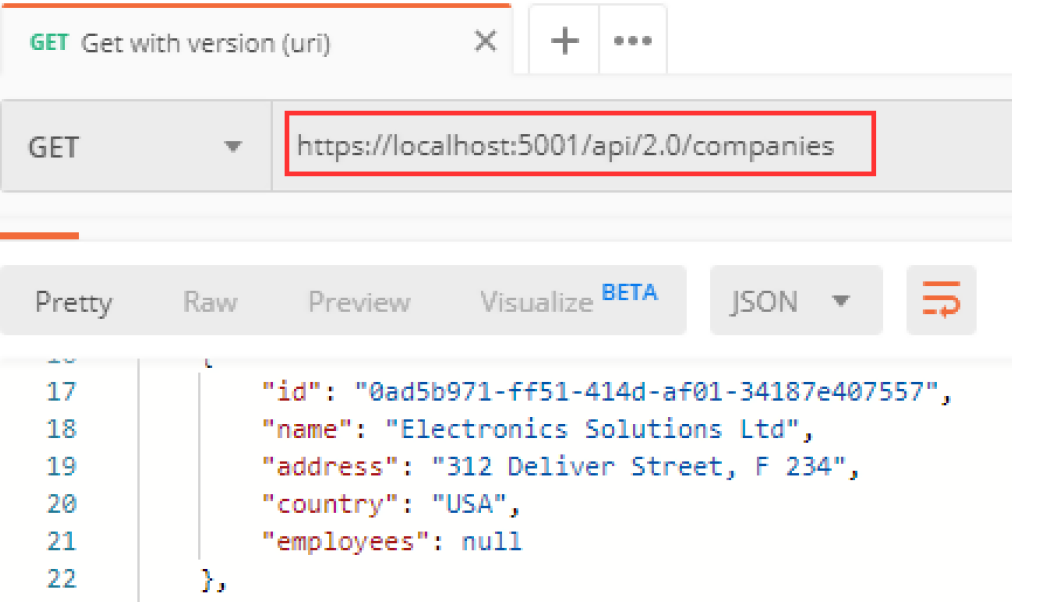 GET Get with version (uri)
GET https://localhost:5001/api/2.0/companies
Pretty Raw Preview Visualize BETA JSON
17 "id": "0ad5b971-ff51-414d-af01-34187e407557",
18 "name": "Electronics Solutions Ltd",
19 "address": "312 Deliver Street, F 234",
20 "country": "USA",
21 "employees": null
22 },